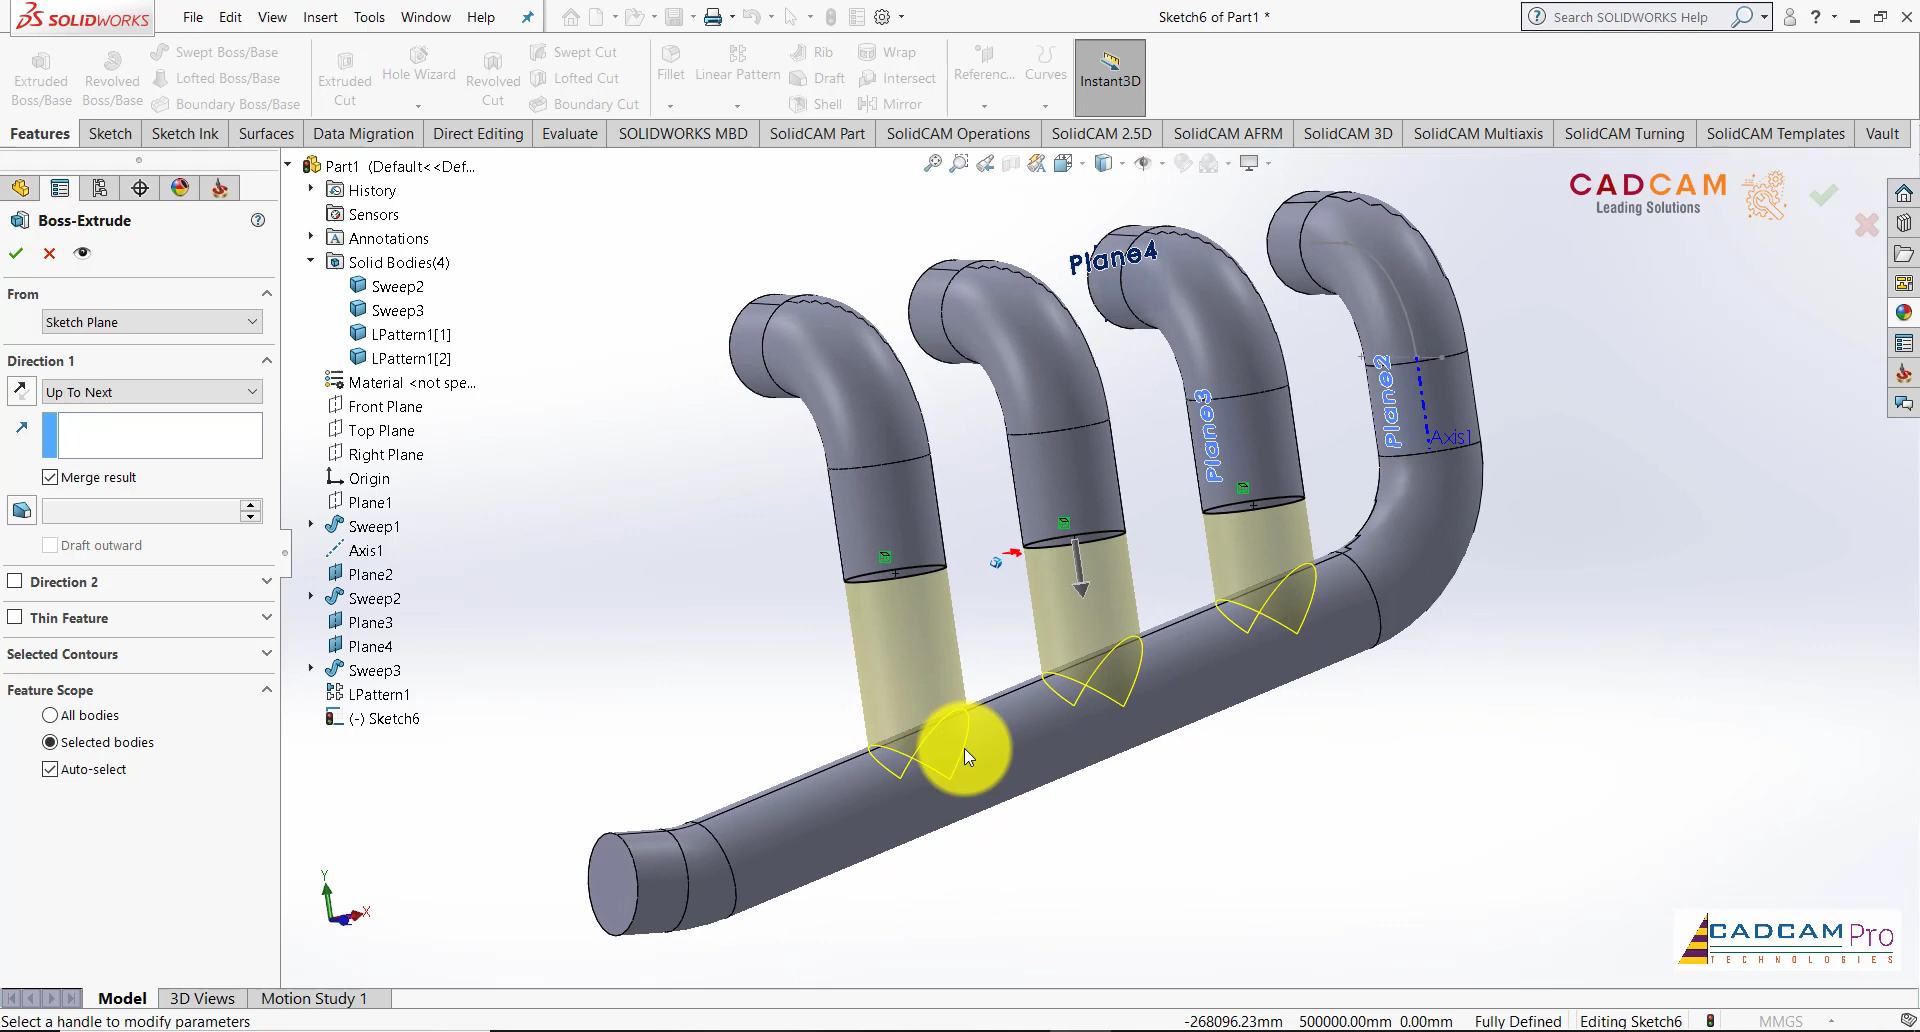 SOLIDWORKS File Edit View Insert Tools Window Help Sketch6 of Part1 * Search SOLIDWORKS Help
Extruded Boss/Base
Revolved Boss/Base
Swept Boss/Base
Lofted Boss/Base
Boundary Boss/Base
Extruded Cut
Hole Wizard
Revolved Cut
Swept Cut
Lofted Cut
Boundary Cut
Fillet
Linear Pattern
Rib
Draft
Shell
Wrap
Intersect
Mirror
Referenc...
Curves
Instant3D
Features Sketch Sketch Ink Surfaces Data Migration Direct Editing Evaluate SOLIDWORKS MBD SolidCAM Part SolidCAM Operations SolidCAM 2.5D SolidCAM AFRM SolidCAM 3D SolidCAM Multiaxis SolidCAM Turning SolidCAM Templates Vault
Boss-Extrude
From
Sketch Plane
Direction 1
Up To Next
Merge result
Draft outward
Direction 2
Thin Feature
Selected Contours
Feature Scope
All bodies
Selected bodies
Auto-select
Part1 (Default<<Def...
History
Sensors
Annotations
Solid Bodies(4)
Sweep2
Sweep3
LPattern1[1]
LPattern1[2]
Material <not spe...
Front Plane
Top Plane
Right Plane
Origin
Plane1
Sweep1
Axis1
Plane2
Sweep2
Plane3
Plane4
Sweep3
LPattern1
(-) Sketch6
Plane4
Plane3
Plane2
Axis1
CADCAM
Leading Solutions
Y
X
CADCAM Pro
TECHNOLOGIES
Model 3D Views Motion Study 1
Select a handle to modify parameters -268096.23mm 500000.00mm 0.00mm Fully Defined Editing Sketch6 MMGS